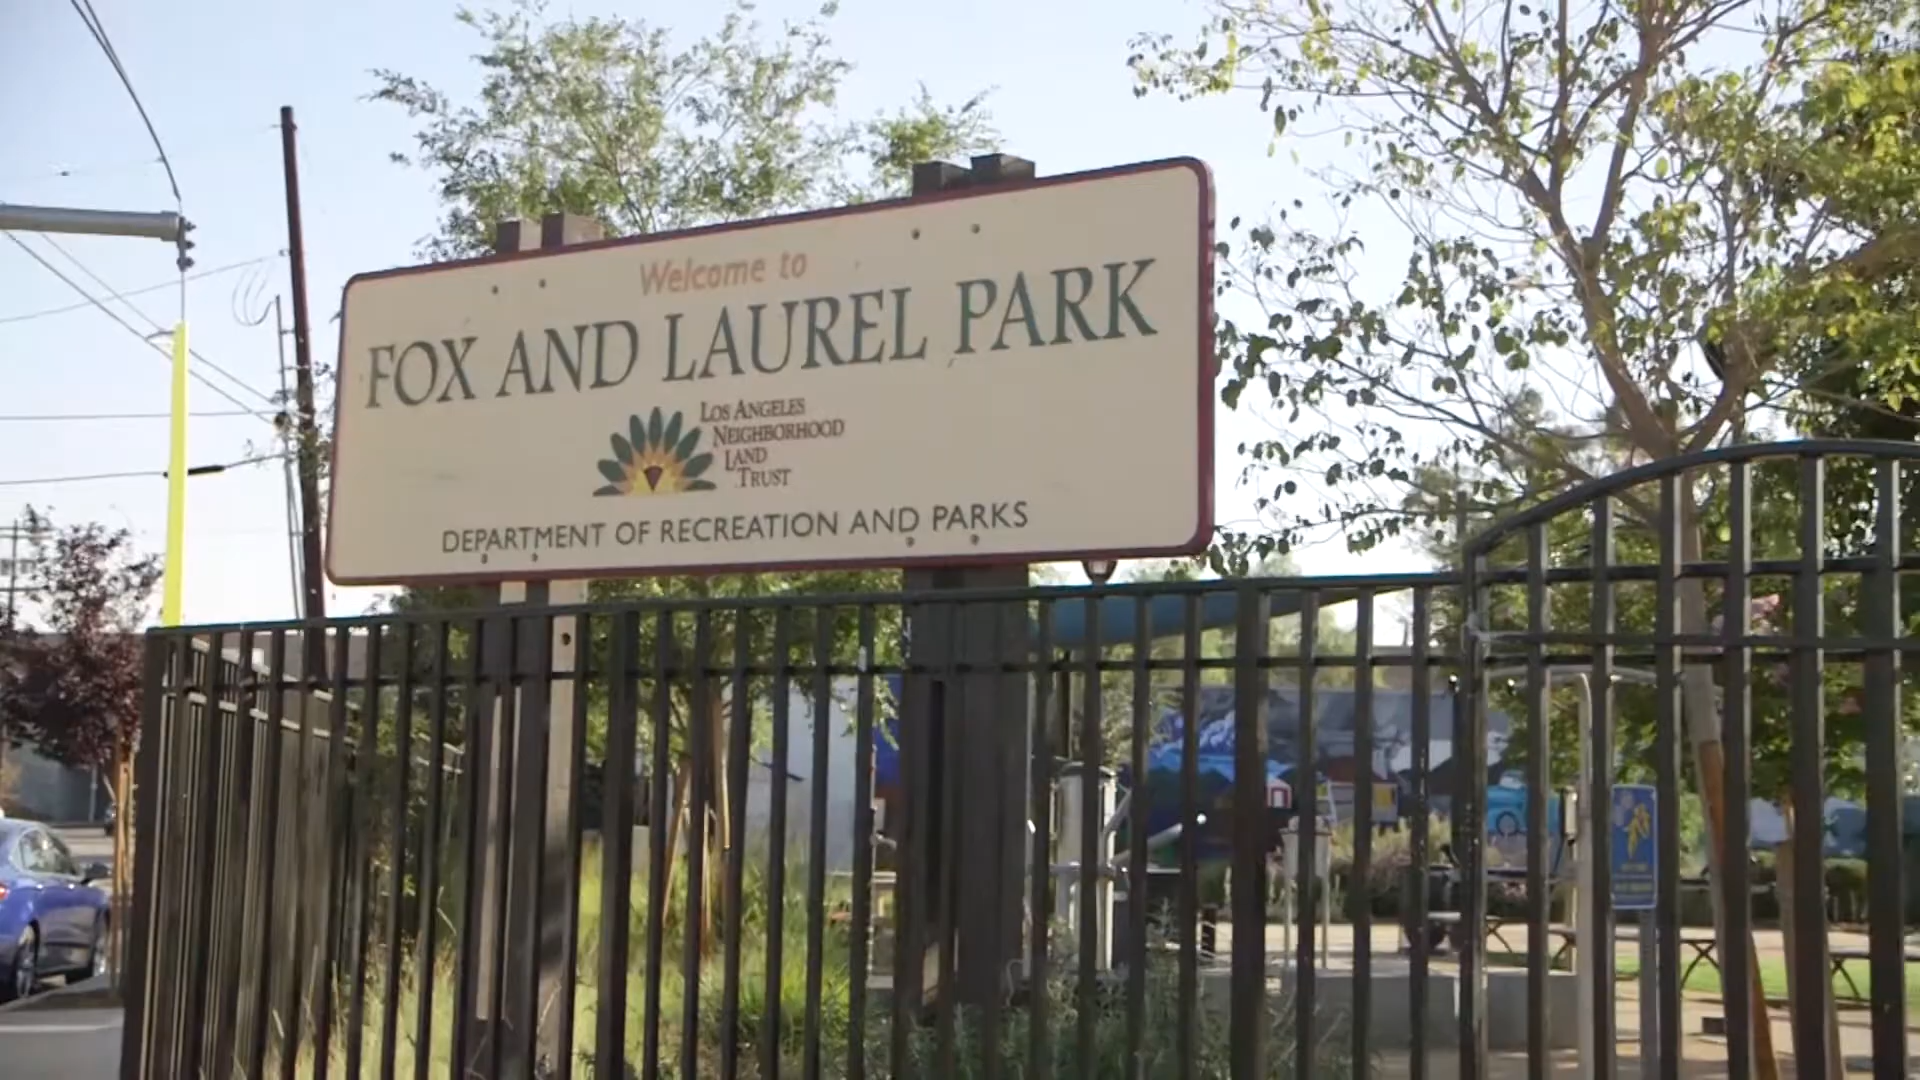 Welcome to
FOX AND LAUREL PARK
LOS ANGELES
NEIGHBORHOOD
LAND
TRUST
DEPARTMENT OF RECREATION AND PARKS